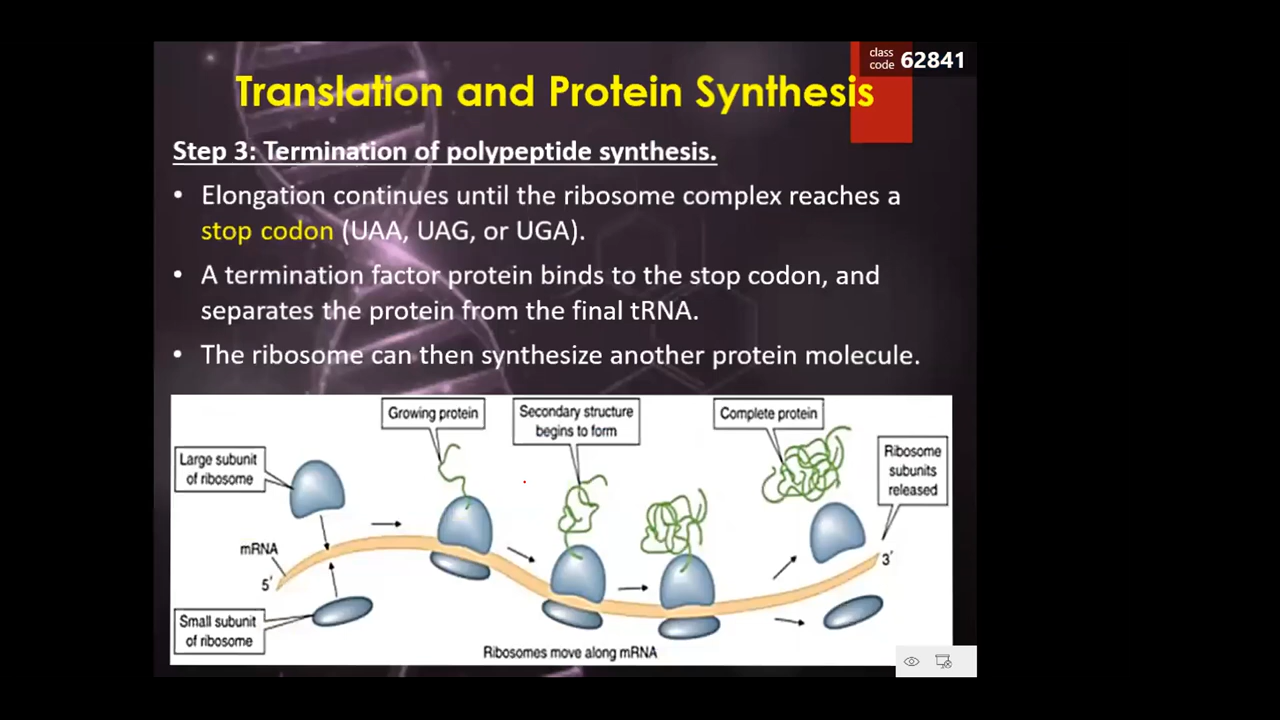 class
code 62841
Translation and Protein Synthesis
Step 3: Termination of polypeptide synthesis.
• Elongation continues until the ribosome complex reaches a
stop codon (UAA, UAG, or UGA).
• A termination factor protein binds to the stop codon, and
separates the protein from the final tRNA.
• The ribosome can then synthesize another protein molecule.
Growing protein
Secondary structure
begins to form
Complete protein
Large subunit
of ribosome
Ribosome
subunits
released
mRNA
5'
3'
Small subunit
of ribosome
Ribosomes move along mRNA